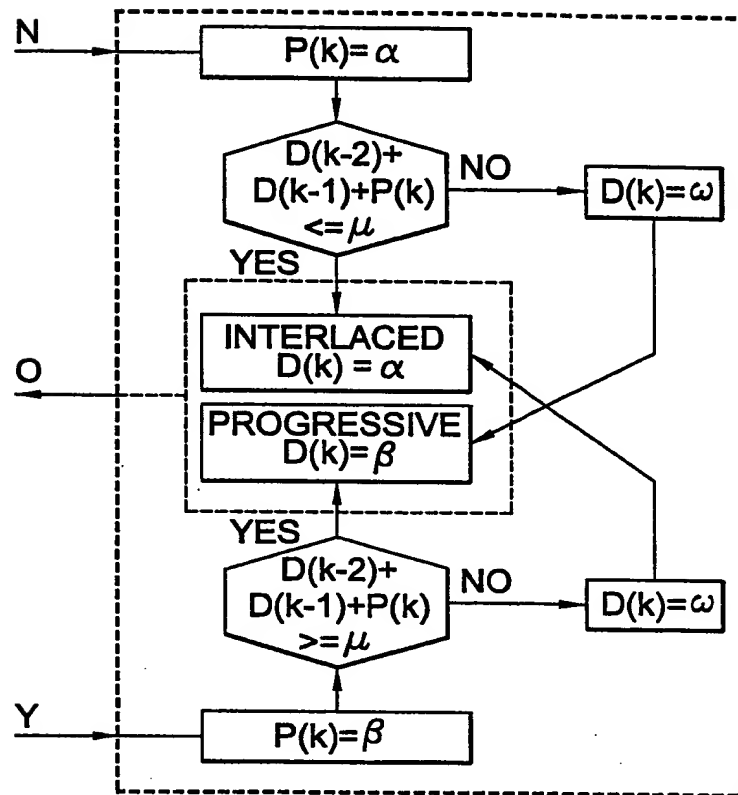 N
P(k)=α
D(k-2)+
D(k-1)+P(k)
<=μ
NO
D(k)=ω
YES
INTERLACED
D(k) = α
O
PROGRESSIVE
D(k)=β
YES
D(k-2)+
D(k-1)+P(k)
>=μ
NO
D(k)=ω
Y
P(k)=β